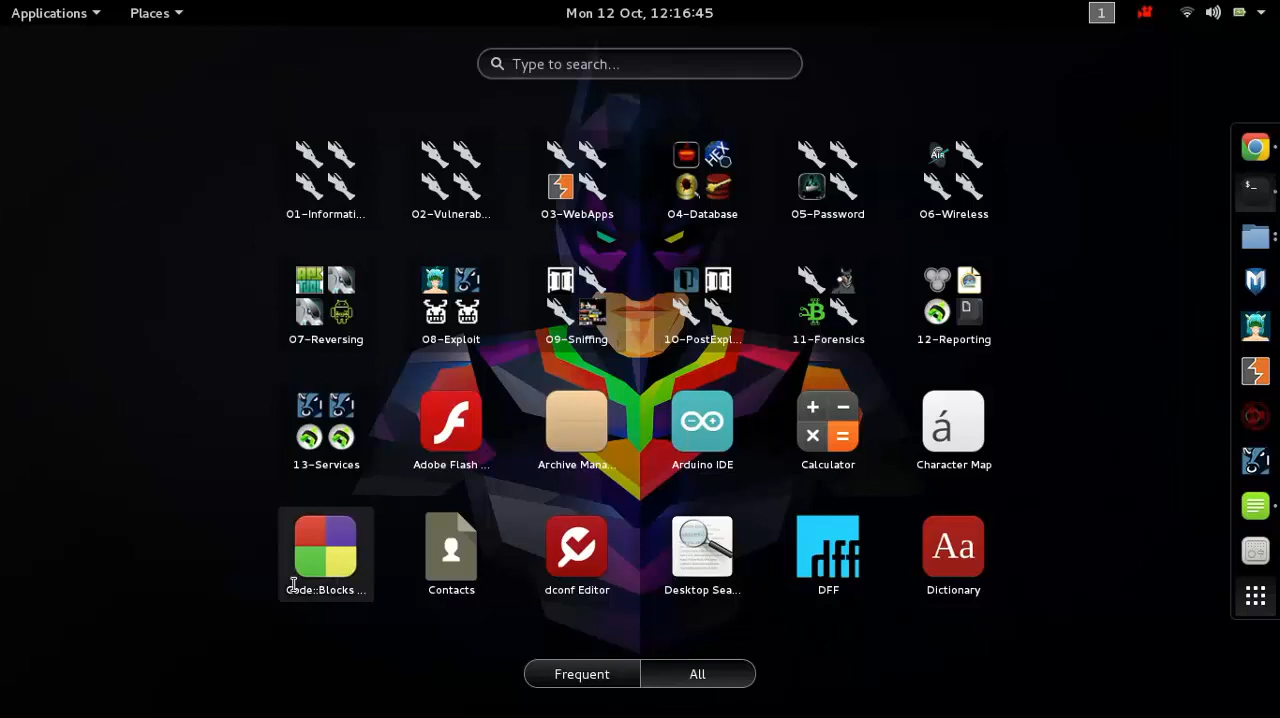 Applications Places Mon 12 Oct, 12:16:45 1
Type to search...
01-Informati... 02-Vulnerab... 03-WebApps 04-Database 05-Password 06-Wireless
07-Reversing 08-Exploit 09-Sniffing 10-PostExpl... 11-Forensics 12-Reporting
13-Services Adobe Flash ... Archive Mana... Arduino IDE Calculator Character Map
Code::Blocks ... Contacts dconf Editor Desktop Sea... DFF Dictionary
á
dff
Aa
Frequent All